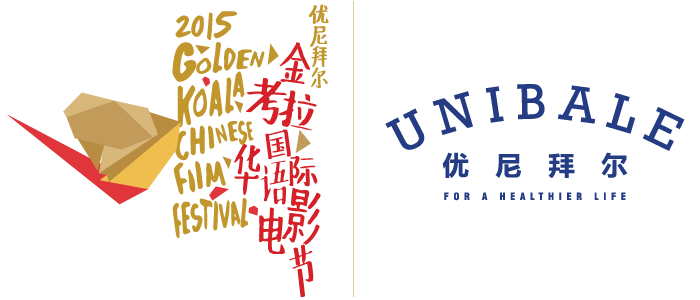 2015
GOLDEN
KOALA
CHINESE
FILM
FESTIVAL
优尼拜尔
金考拉
国际
华语电影节
UNIBALE
优尼拜尔
FOR A HEALTHIER LIFE